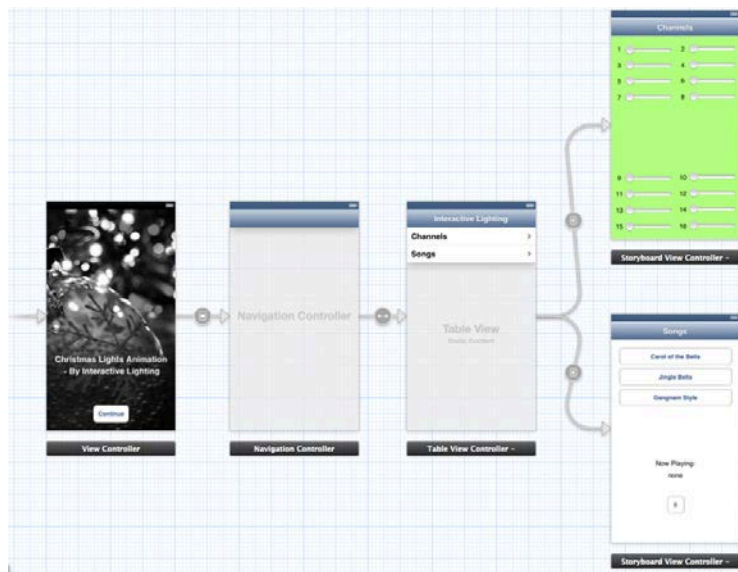 Channels
1 2
3 4
5 6
7 8
9 10
11 12
13 14
15 16
Storyboard View Controller -
Christmas Lights Animation
- By Interactive Lighting
Continue
View Controller
Navigation Controller
Navigation Controller
Interactive Lighting
Channels
Songs
Table View
Table View Controller -
Songs
Carol of the Bells
Jingle Bells
Gangnam Style
Now Playing:
none
Storyboard View Controller -